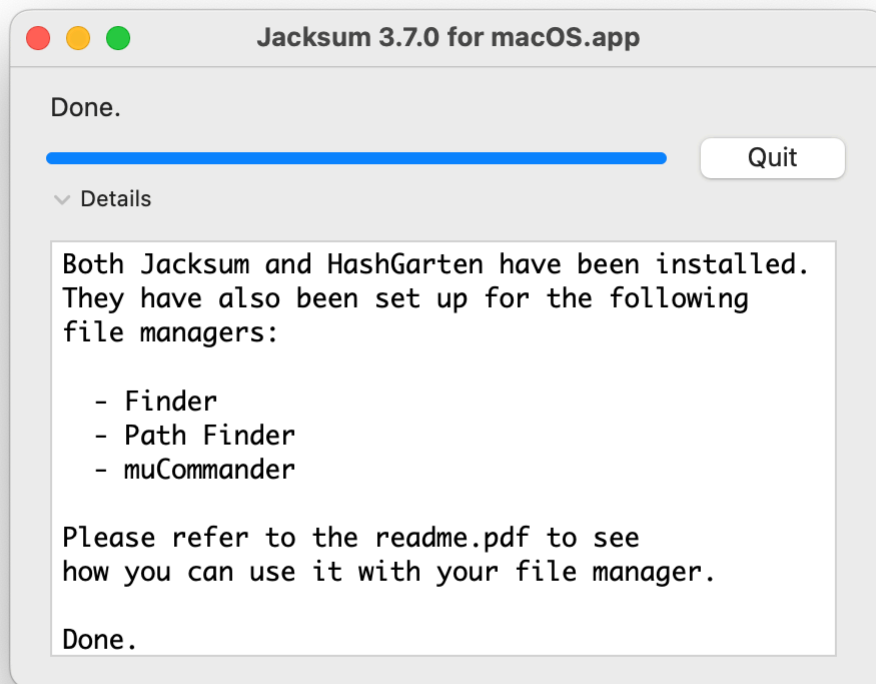 Jacksum 3.7.0 for macOS.app
Done.
Quit
Details
Both Jacksum and HashGarten have been installed.
They have also been set up for the following
file managers:
- Finder
- Path Finder
- muCommander
Please refer to the readme.pdf to see
how you can use it with your file manager.
Done.